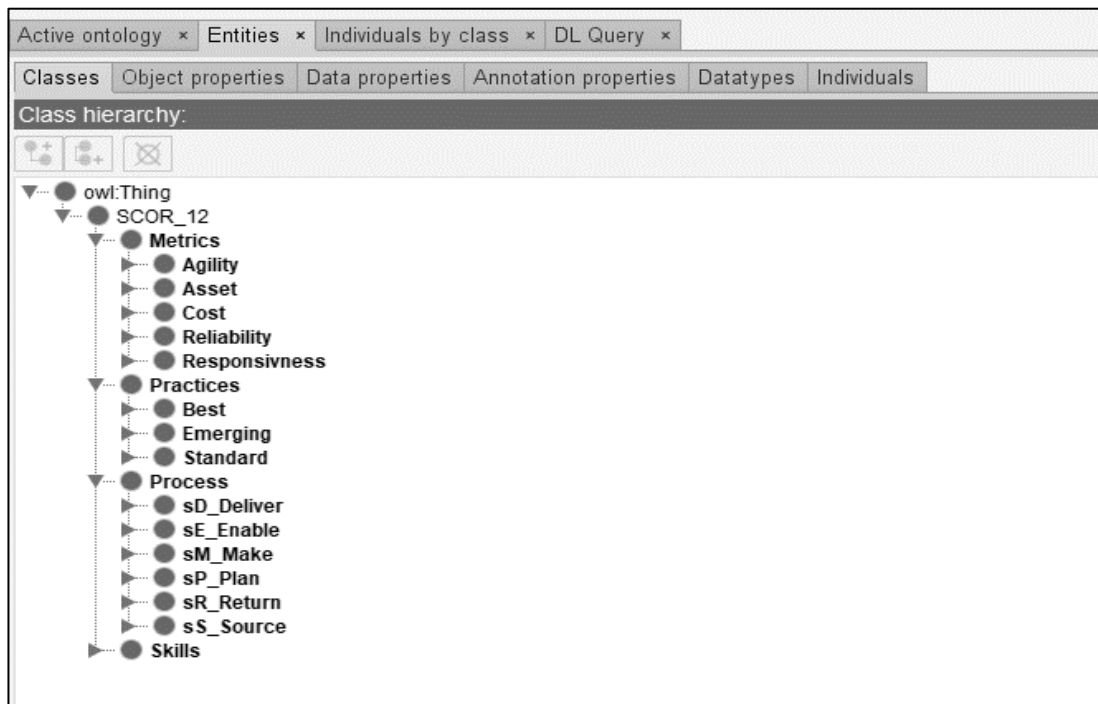 Active ontology × Entities × Individuals by class × DL Query ×
Classes Object properties Data properties Annotation properties Datatypes Individuals
Class hierarchy:
owl:Thing
SCOR_12
Metrics
Agility
Asset
Cost
Reliability
Responsivness
Practices
Best
Emerging
Standard
Process
sD_Deliver
sE_Enable
sM_Make
sP_Plan
sR_Return
sS_Source
Skills